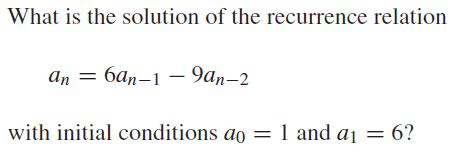 What is the solution of the recurrence relation
aₙ = 6aₙ₋₁ − 9aₙ₋₂
with initial conditions a₀ = 1 and a₁ = 6?